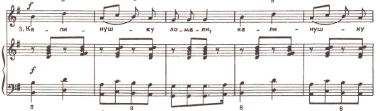 3. Ка - ли - нуш - ку ло - ма - ли, ка - ли - нуш - ку